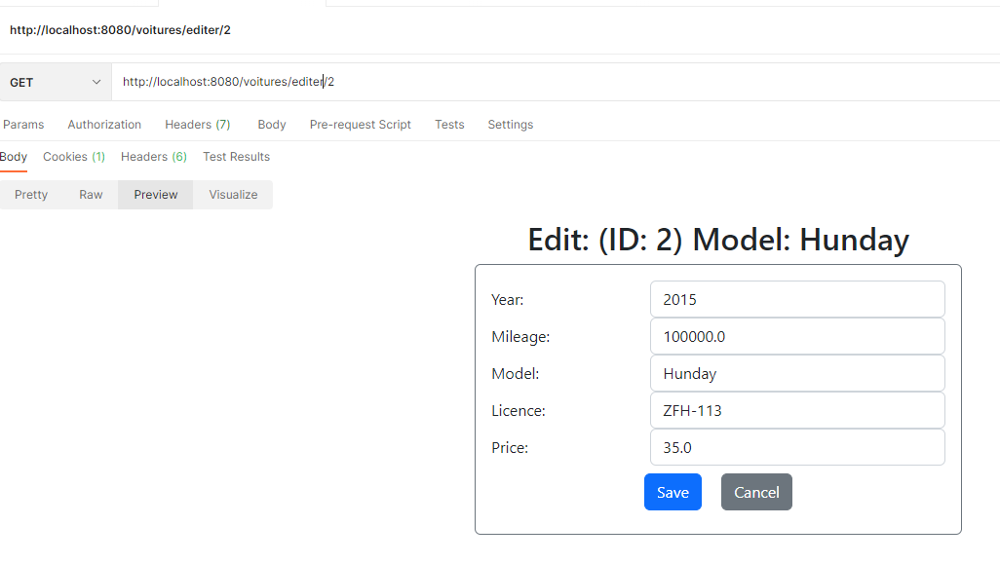 http://localhost:8080/voitures/editer/2
GET http://localhost:8080/voitures/editer/2
Params Authorization Headers (7) Body Pre-request Script Tests Settings
Body Cookies (1) Headers (6) Test Results
Pretty Raw Preview Visualize
Edit: (ID: 2) Model: Hunday
Year: 2015
Mileage: 100000.0
Model: Hunday
Licence: ZFH-113
Price: 35.0
Save Cancel